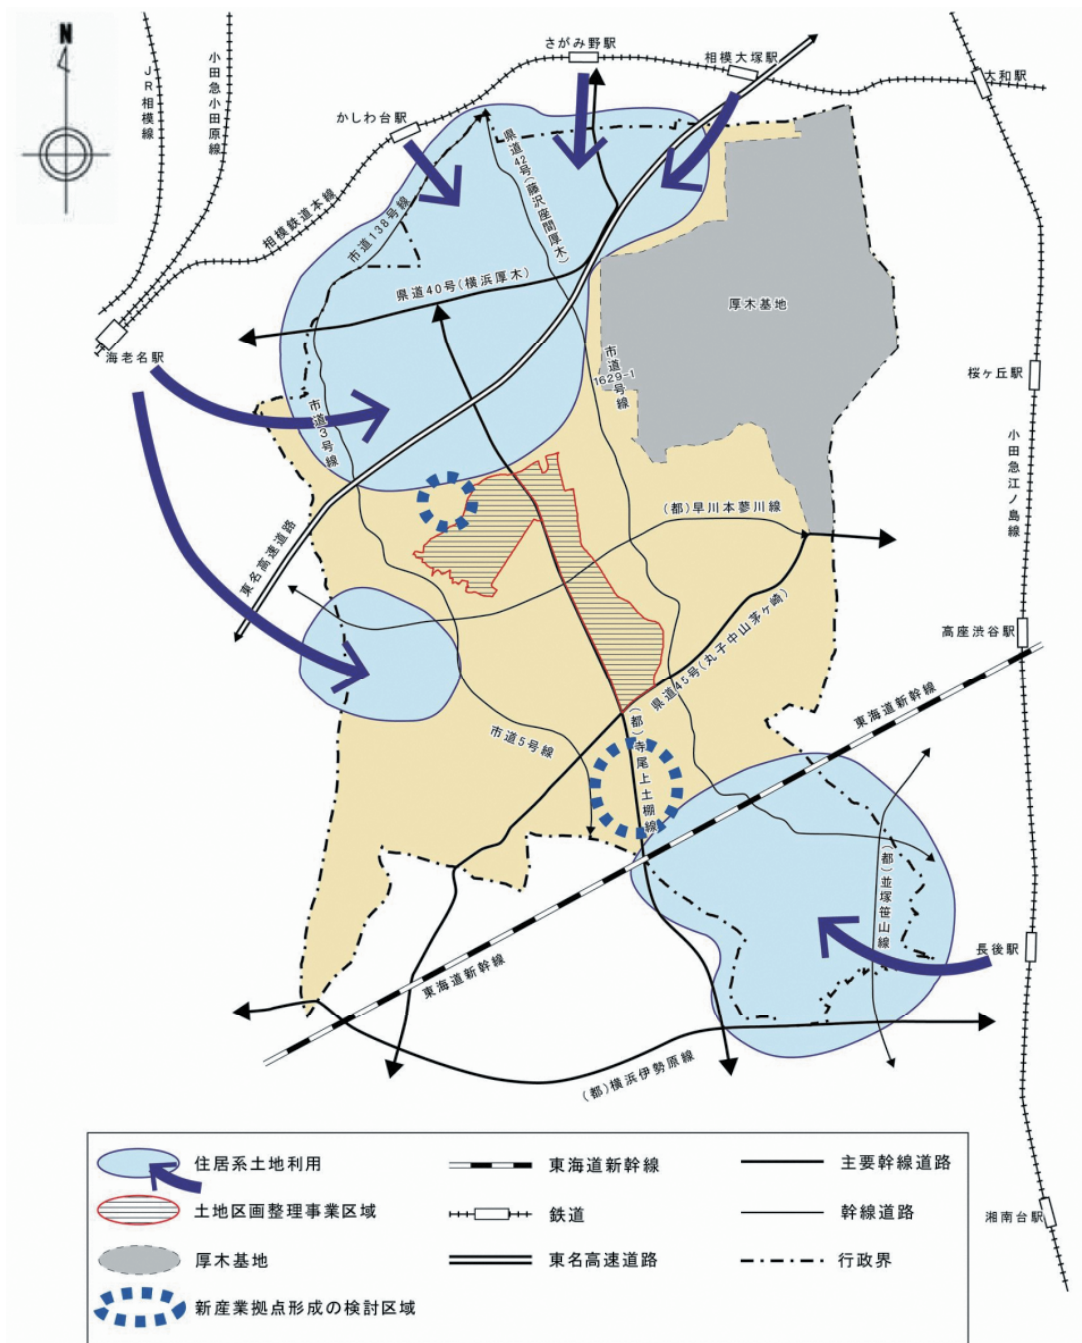 N
さがみ野駅
相模大塚駅
大和駅
JR相模線
小田急小田原線
かしわ台駅
県道42号(藤沢座間厚木)
相模鉄道本線
市道138号線
県道40号(横浜厚木)
厚木基地
海老名駅
市道1629-1号線
桜ヶ丘駅
市道3号線
小田急江ノ島線
(都)早川本蓼川線
東名高速道路
高座渋谷駅
県道45号(丸子中山茅ヶ崎)
東海道新幹線
市道5号線
(都)寺尾上土棚線
(都)並塚笹山線
長後駅
東海道新幹線
(都)横浜伊勢原線
湘南台駅
住居系土地利用
東海道新幹線
主要幹線道路
土地区画整理事業区域
鉄道
幹線道路
厚木基地
東名高速道路
行政界
新産業拠点形成の検討区域